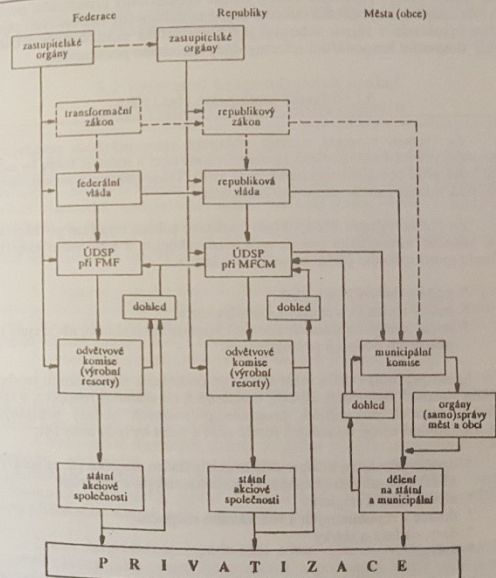 Federace
Republiky
Města (obce)
zastupitelské
orgány
zastupitelské
orgány
transformační
zákon
republikový
zákon
federální
vláda
republiková
vláda
ÚDSP
při FMF
ÚDSP
při MFCM
dohled
dohled
odvětvové
komise
(výrobní
resorty)
odvětvové
komise
(výrobní
resorty)
municipální
komise
dohled
orgány
(samo)správy
měst a obcí
státní
akciové
společnosti
státní
akciové
společnosti
dělení
na státní
a municipální
P R I V A T I Z A C E